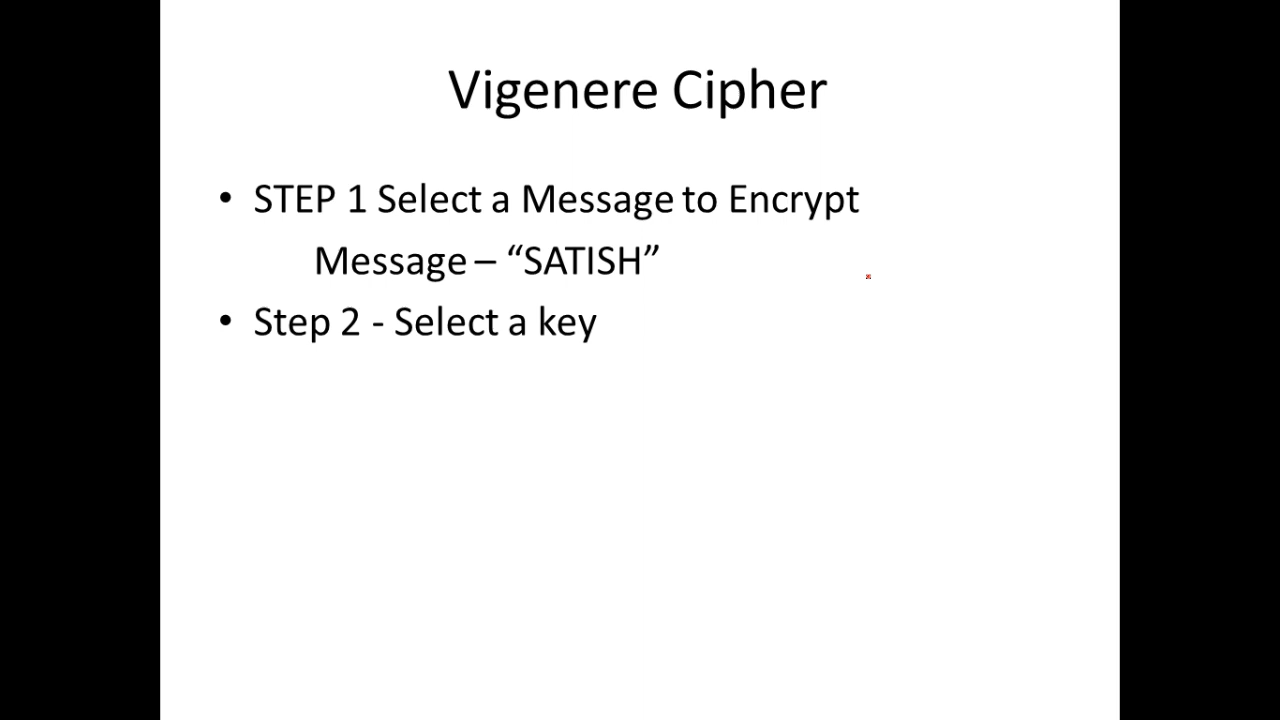 Vigenere Cipher
• STEP 1 Select a Message to Encrypt
Message – “SATISH”
• Step 2 - Select a key